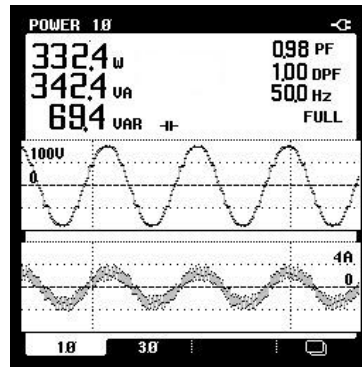 POWER 1Ø
332.4 W
0.98 PF
342.4 VA
1.00 DPF
50.0 Hz
69.4 VAR
FULL
100V
0
4A
0
1Ø
3Ø